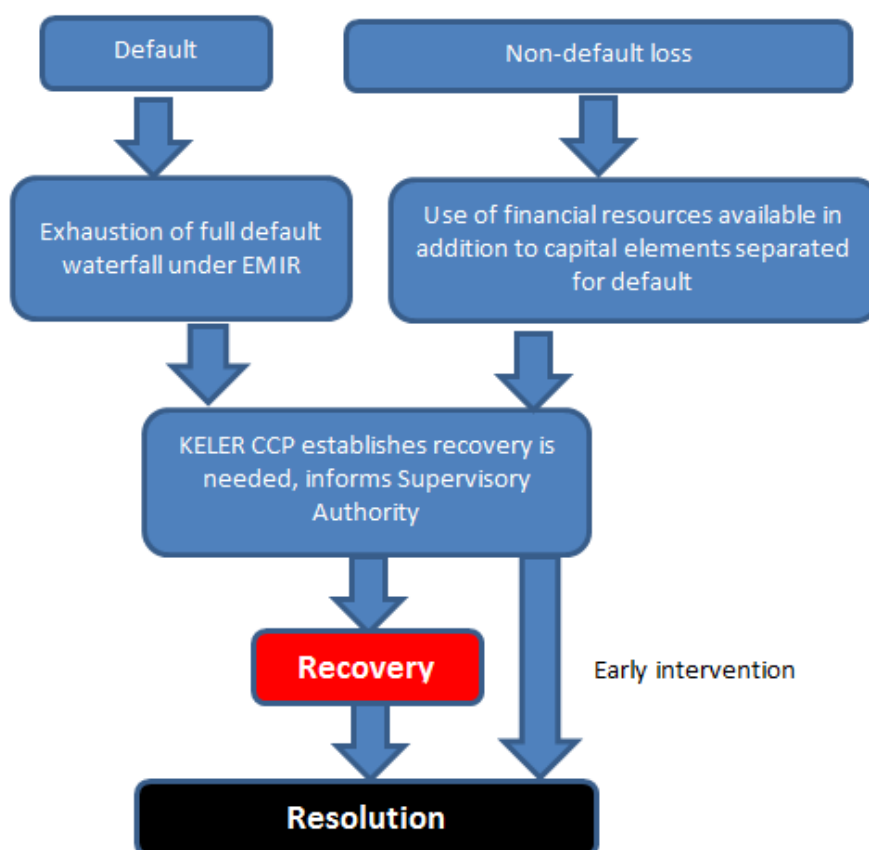 Default
Non-default loss
Exhaustion of full default
waterfall under EMIR
Use of financial resources available in
addition to capital elements separated
for default
KELER CCP establishes recovery is
needed, informs Supervisory
Authority
Recovery
Early intervention
Resolution